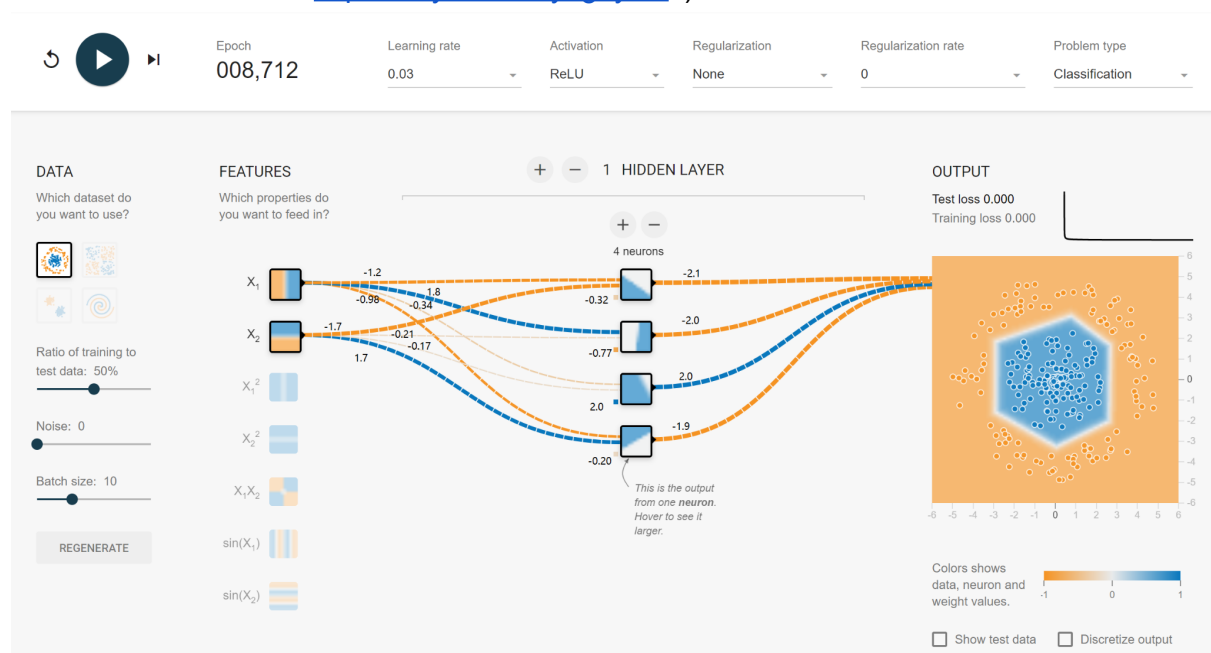 Epoch
008,712
Learning rate
0.03
Activation
ReLU
Regularization
None
Regularization rate
0
Problem type
Classification
DATA
Which dataset do
you want to use?
Ratio of training to
test data: 50%
Noise: 0
Batch size: 10
REGENERATE
FEATURES
Which properties do
you want to feed in?
X1
X2
X1²
X2²
X1X2
sin(X1)
sin(X2)
+ − 1 HIDDEN LAYER
+ −
4 neurons
-1.2
-0.98
1.8
-0.34
-1.7
-0.21
-0.17
1.7
-0.32
-0.77
2.0
-0.20
-2.1
-2.0
2.0
-1.9
This is the output
from one neuron.
Hover to see it
larger.
OUTPUT
Test loss 0.000
Training loss 0.000
6
5
4
3
2
1
0
-1
-2
-3
-4
-5
-6
-6 -5 -4 -3 -2 -1 0 1 2 3 4 5 6
Colors shows
data, neuron and
weight values.
-1 0 1
Show test data
Discretize output